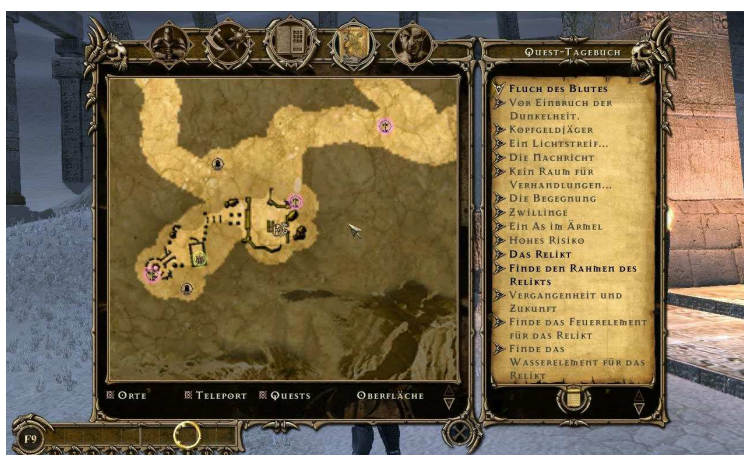 Quest-Tagebuch
Fluch des Blutes
Vor Einbruch der
Dunkelheit.
Kopfgeldjäger
Ein Lichtstreif...
Die Nachricht
Kein Raum für
Verhandlungen...
Die Begegnung
Zwillinge
Ein As im Ärmel
Hohes Risiko
Das Relikt
Finde den Rahmen des
Relikts
Vergangenheit und
Zukunft
Finde das Feuerelement
für das Relikt
Finde das
Wasserelement für das
Relikt
Orte
Teleport
Quests
Oberfläche
F9